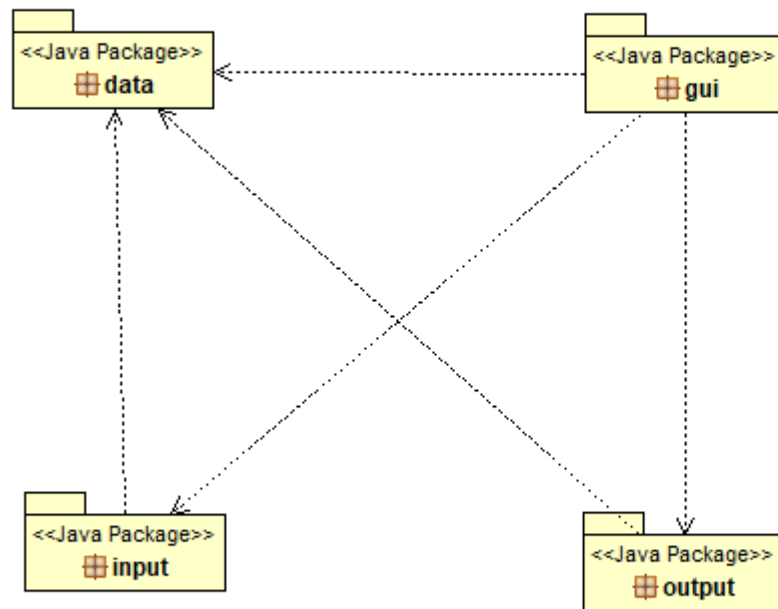 <<Java Package>>
data
<<Java Package>>
gui
<<Java Package>>
input
<<Java Package>>
output